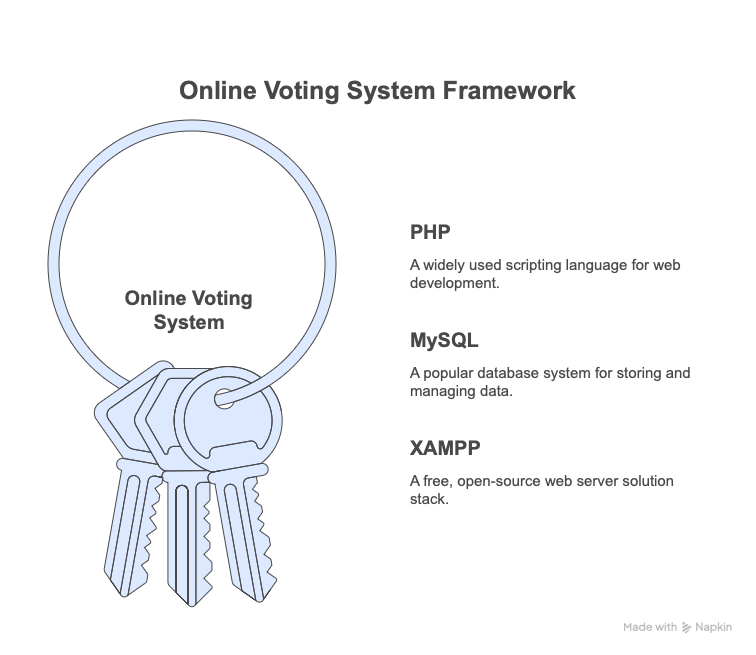 Online Voting System Framework
Online Voting
System
PHP
A widely used scripting language for web
development.
MySQL
A popular database system for storing and
managing data.
XAMPP
A free, open-source web server solution
stack.
Made with Napkin